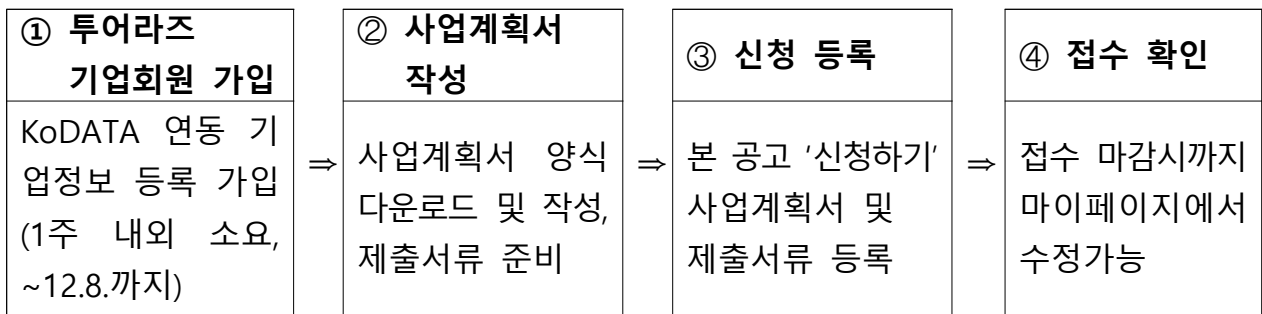 ① 투어라즈
기업회원 가입
KoDATA 연동 기
업정보 등록 가입
(1주 내외 소요,
~12.8.까지)
⇒
② 사업계획서
작성
사업계획서 양식
다운로드 및 작성,
제출서류 준비
⇒
③ 신청 등록
본 공고 '신청하기'
사업계획서 및
제출서류 등록
⇒
④ 접수 확인
접수 마감시까지
마이페이지에서
수정가능